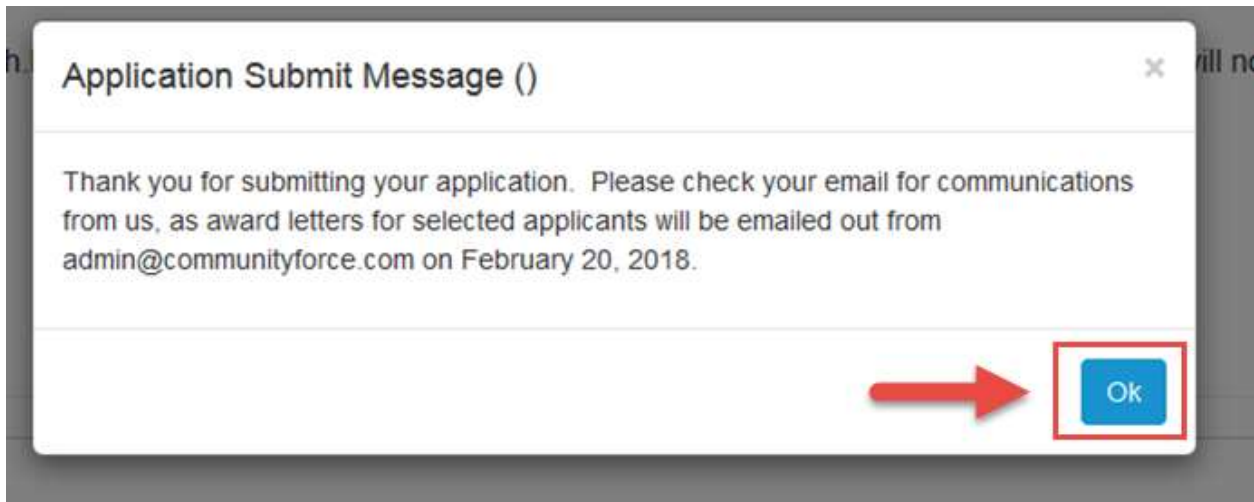 Application Submit Message ()
×
Thank you for submitting your application.  Please check your email for communications
from us, as award letters for selected applicants will be emailed out from
admin@communityforce.com on February 20, 2018.
Ok